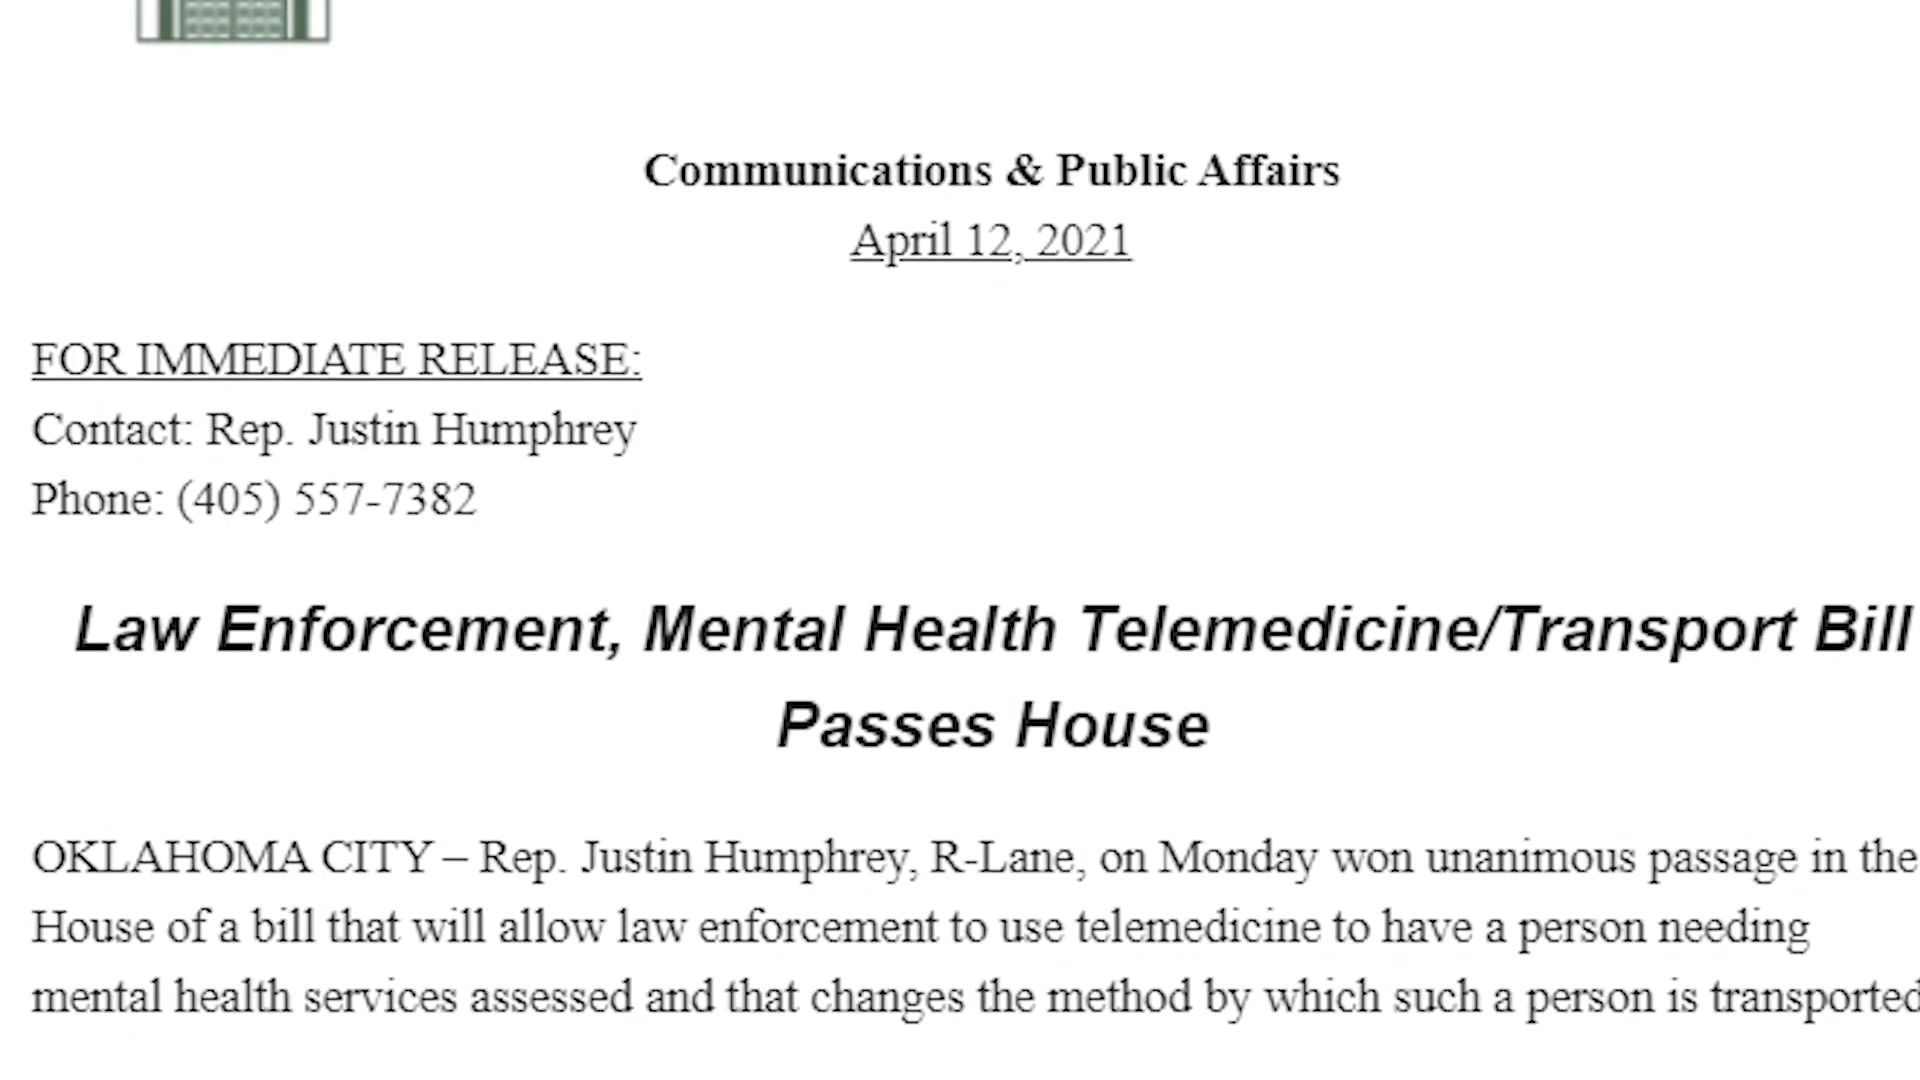 Communications & Public Affairs
April 12, 2021
FOR IMMEDIATE RELEASE:
Contact: Rep. Justin Humphrey
Phone: (405) 557-7382
Law Enforcement, Mental Health Telemedicine/Transport Bill
Passes House
OKLAHOMA CITY – Rep. Justin Humphrey, R-Lane, on Monday won unanimous passage in the
House of a bill that will allow law enforcement to use telemedicine to have a person needing
mental health services assessed and that changes the method by which such a person is transported